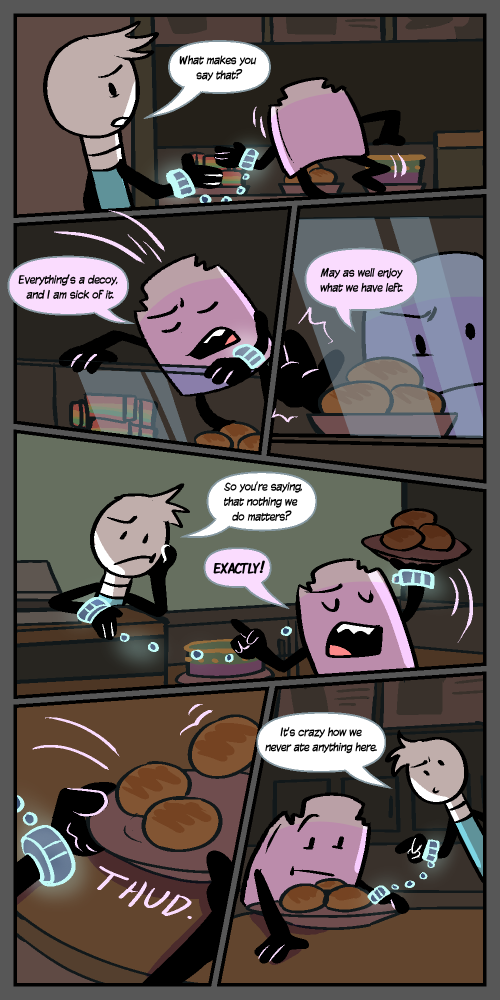 What makes you
say that?
Everything's a decoy,
and I am sick of it.
May as well enjoy
what we have left.
So you're saying,
that nothing we
do matters?
EXACTLY!
THUD.
It's crazy how we
never ate anything here.